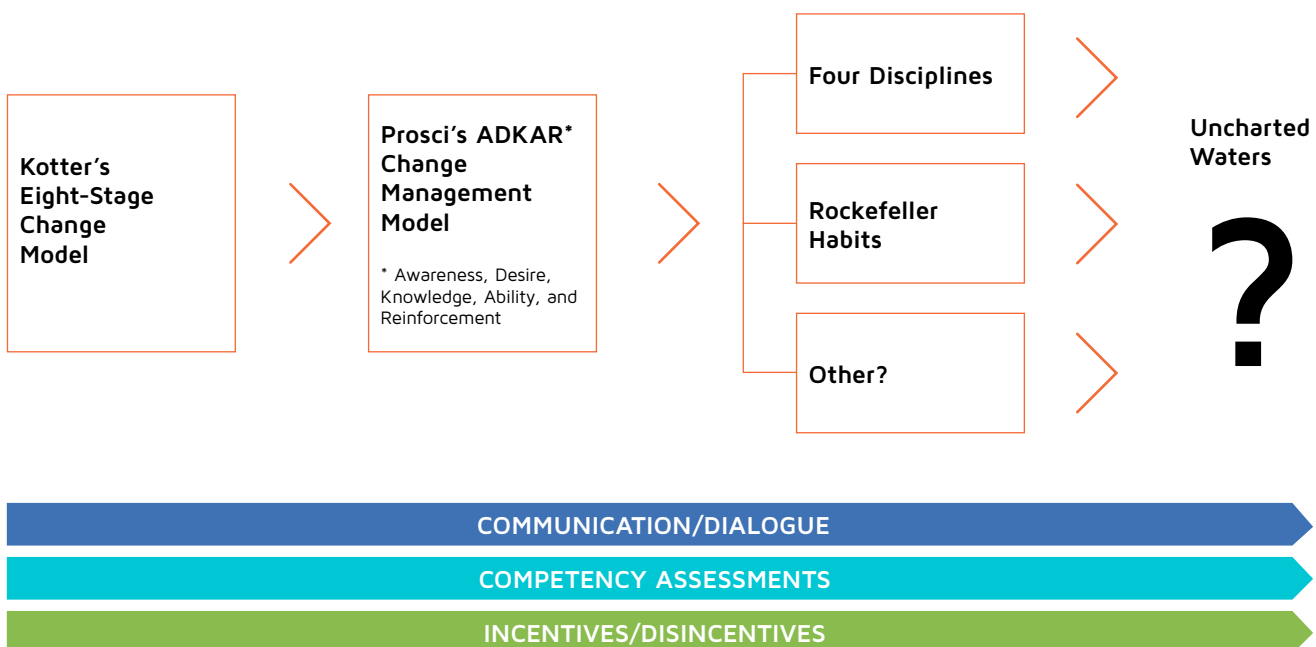 Kotter's
Eight-Stage
Change
Model
Prosci's ADKAR*
Change
Management
Model
* Awareness, Desire,
Knowledge, Ability, and
Reinforcement
Four Disciplines
Rockefeller
Habits
Other?
Uncharted
Waters
?
COMMUNICATION/DIALOGUE
COMPETENCY ASSESSMENTS
INCENTIVES/DISINCENTIVES